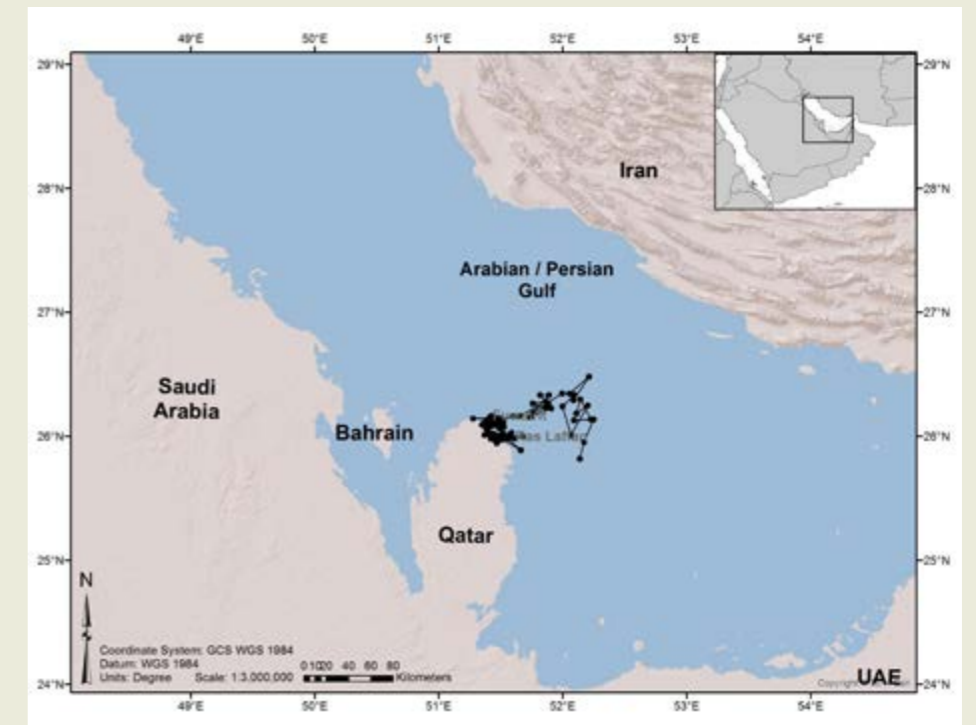 49°E 50°E 51°E 52°E 53°E 54°E
29°N 29°N
Iran
28°N 28°N
Arabian / Persian
Gulf
27°N 27°N
Saudi
Arabia
Bahrain
26°N 26°N
Qatar
25°N 25°N
N
Coordinate System: GCS WGS 1984
Datum: WGS 1984
Units: Degree Scale: 1:3,000,000
0 10 20 40 60 80
Kilometers
UAE
24°N 24°N
49°E 50°E 51°E 52°E 53°E 54°E